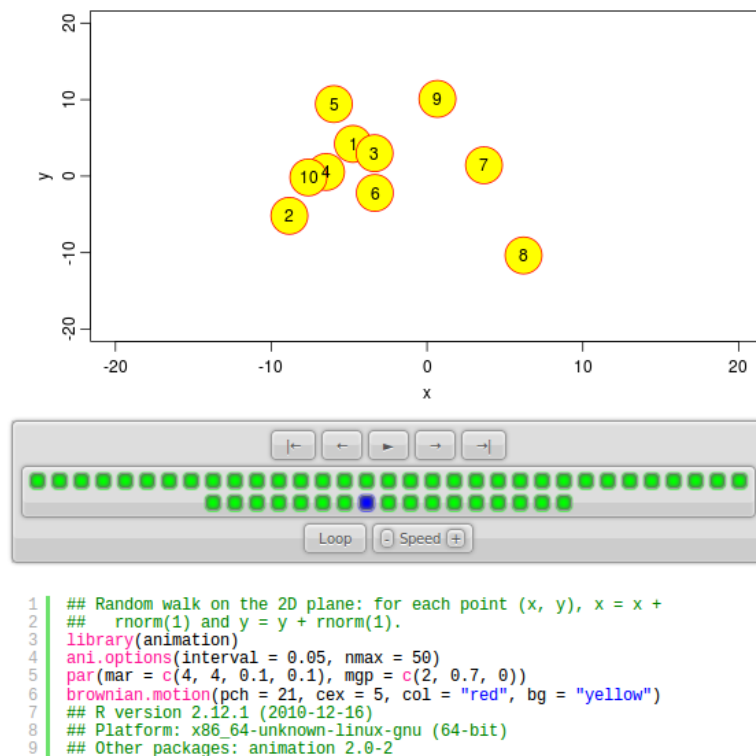 20
10
0
-10
-20
y
5
9
1
3
7
4
10
6
2
8
-20 -10 0 10 20
x
|← ← ► → →|
Loop - Speed +
1 ## Random walk on the 2D plane: for each point (x, y), x = x +
2 ##   rnorm(1) and y = y + rnorm(1).
3 library(animation)
4 ani.options(interval = 0.05, nmax = 50)
5 par(mar = c(4, 4, 0.1, 0.1), mgp = c(2, 0.7, 0))
6 brownian.motion(pch = 21, cex = 5, col = "red", bg = "yellow")
7 ## R version 2.12.1 (2010-12-16)
8 ## Platform: x86_64-unknown-linux-gnu (64-bit)
9 ## Other packages: animation 2.0-2